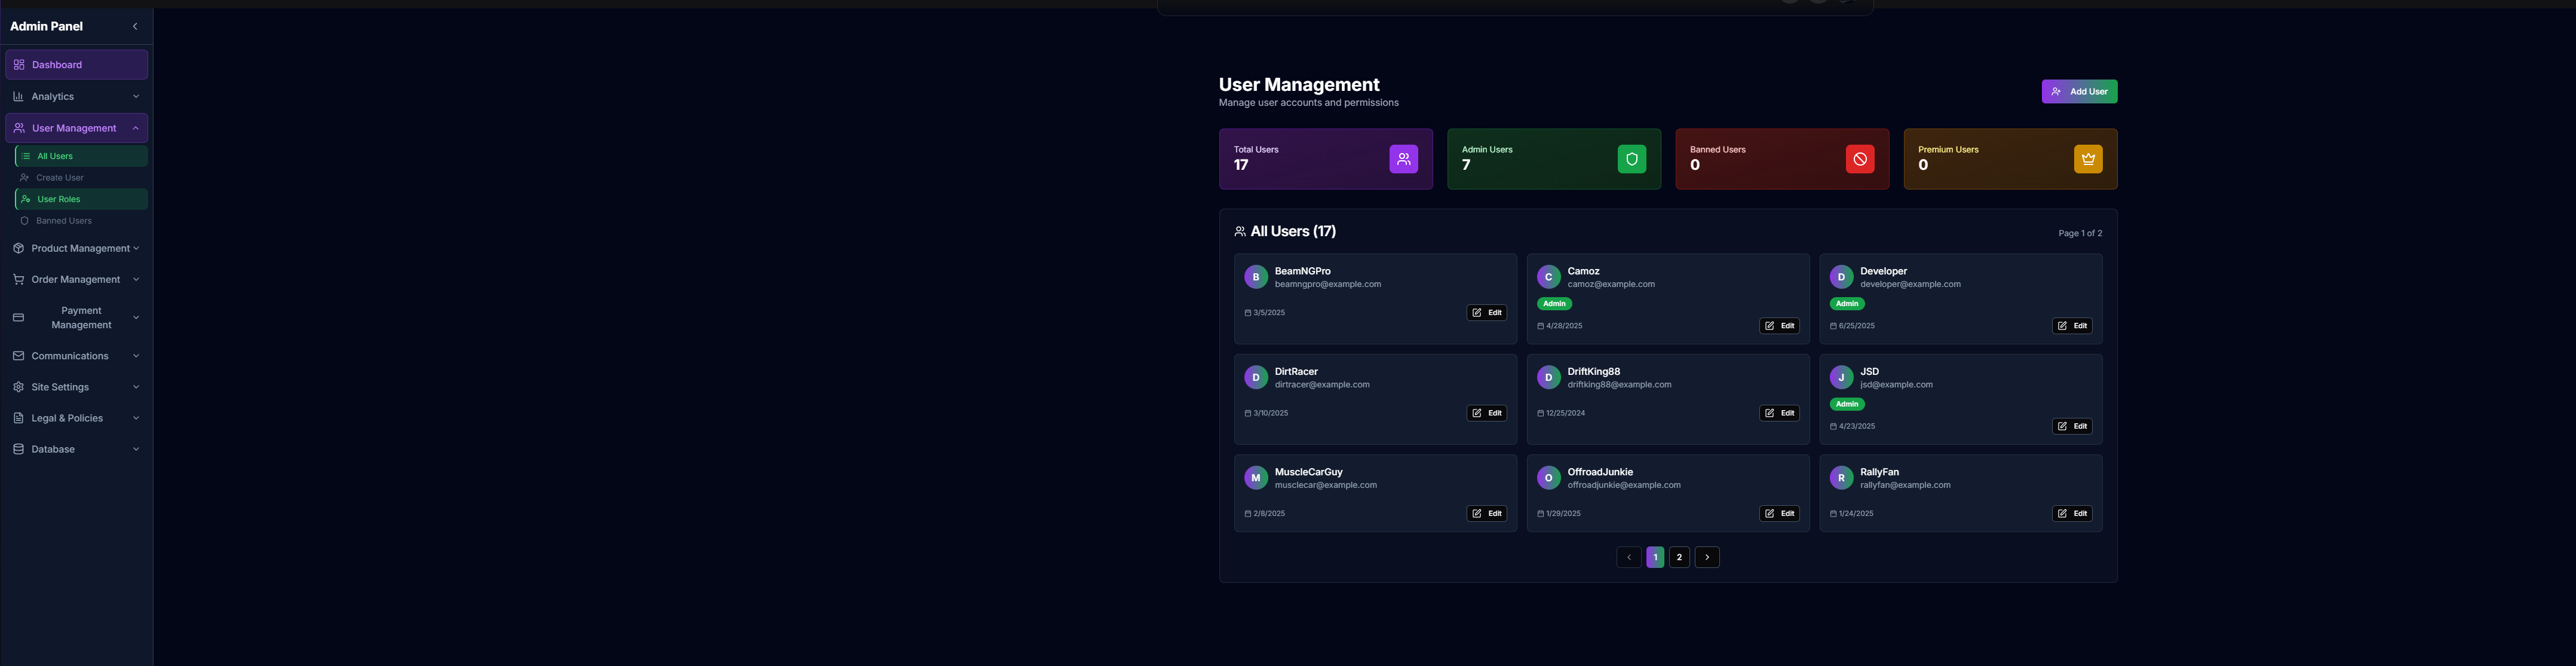 Admin Panel
Dashboard
Analytics
User Management
All Users
Create User
User Roles
Banned Users
Product Management
Order Management
Payment
Management
Communications
Site Settings
Legal & Policies
Database
User Management
Manage user accounts and permissions
Add User
Total Users
17
Admin Users
7
Banned Users
0
Premium Users
0
All Users (17)
Page 1 of 2
B
BeamNGPro
beamngpro@example.com
3/5/2025
Edit
C
Camoz
camoz@example.com
Admin
4/28/2025
Edit
D
Developer
developer@example.com
Admin
6/25/2025
Edit
D
DirtRacer
dirtracer@example.com
3/10/2025
Edit
D
DriftKing88
driftking88@example.com
12/25/2024
Edit
J
JSD
jsd@example.com
Admin
4/23/2025
Edit
M
MuscleCarGuy
musclecar@example.com
2/8/2025
Edit
O
OffroadJunkie
offroadjunkie@example.com
1/29/2025
Edit
R
RallyFan
rallyfan@example.com
1/24/2025
Edit
1
2